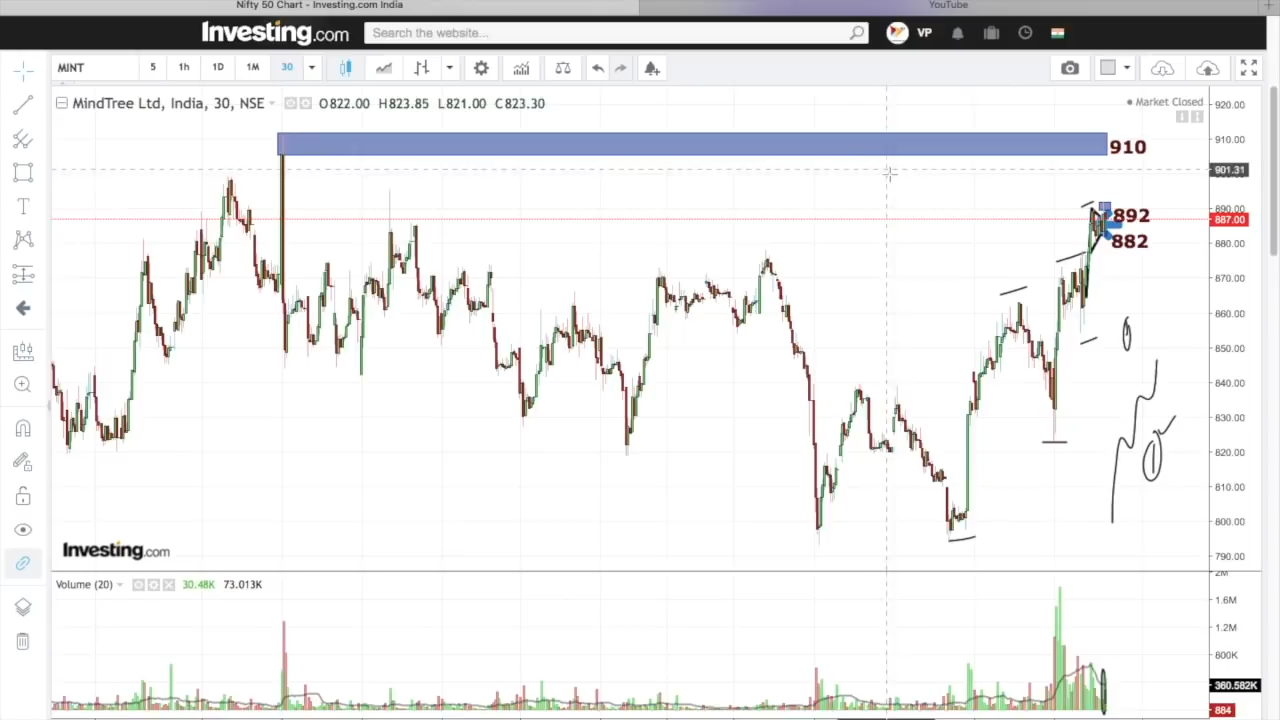 Nifty 50 Chart - Investing.com India
YouTube
Investing.com
Search the website...
VP
MINT
5
1h
1D
1M
30
MindTree Ltd, India, 30, NSE
O822.00 H823.85 L821.00 C823.30
Market Closed
920.00
910.00
910
901.31
890.00
892
887.00
882
880.00
870.00
860.00
850.00
840.00
830.00
820.00
810.00
800.00
790.00
1
Investing.com
Volume (20)
30.48K
73.013K
2M
1.6M
1.2M
800K
360.582K
884